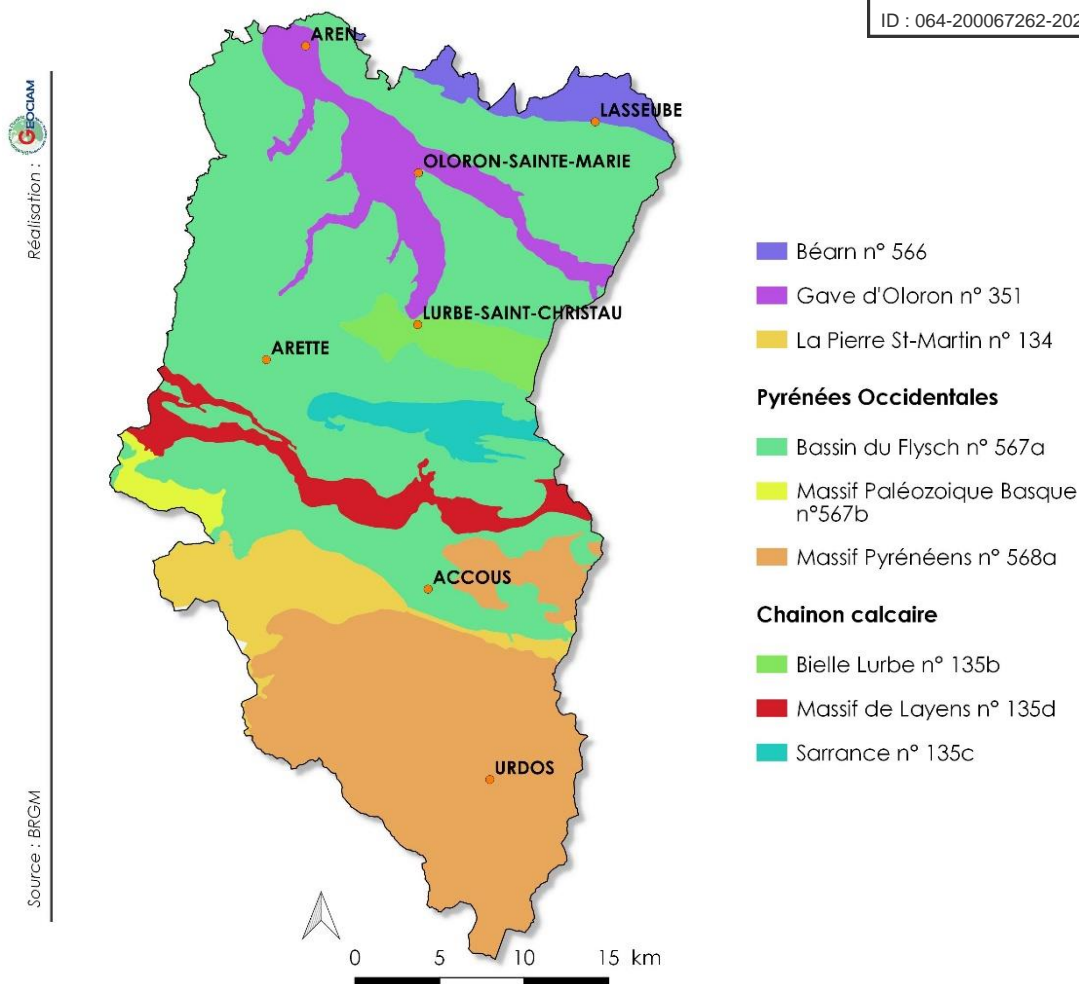 ID : 064-200067262-202
AREN
LASSEUBE
OLORON-SAINTE-MARIE
LURBE-SAINT-CHRISTAU
ARETTE
ACCOUS
URDOS
Réalisation :
GEOCIAM
Source : BRGM
Béarn n° 566
Gave d'Oloron n° 351
La Pierre St-Martin n° 134
Pyrénées Occidentales
Bassin du Flysch n° 567a
Massif Paléozoique Basque
n°567b
Massif Pyrénéens n° 568a
Chainon calcaire
Bielle Lurbe n° 135b
Massif de Layens n° 135d
Sarrance n° 135c
0 5 10 15 km